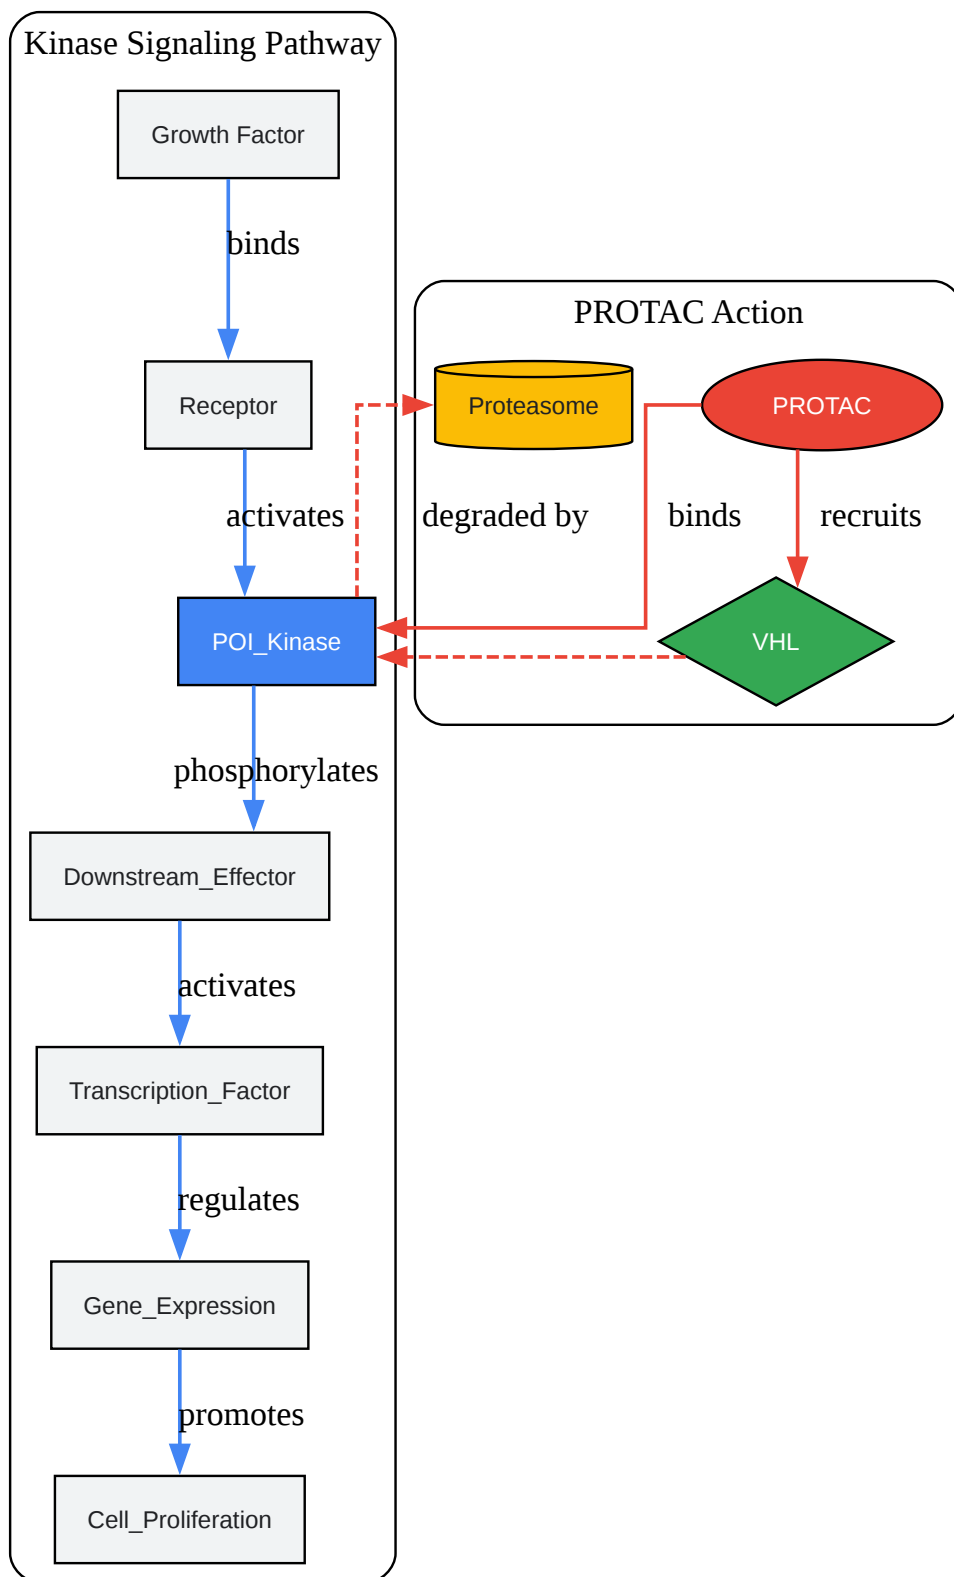 Kinase Signaling Pathway
Growth Factor
binds
Receptor
activates
POI_Kinase
phosphorylates
Downstream_Effector
activates
Transcription_Factor
regulates
Gene_Expression
promotes
Cell_Proliferation
PROTAC Action
Proteasome
PROTAC
degraded by
binds
recruits
VHL